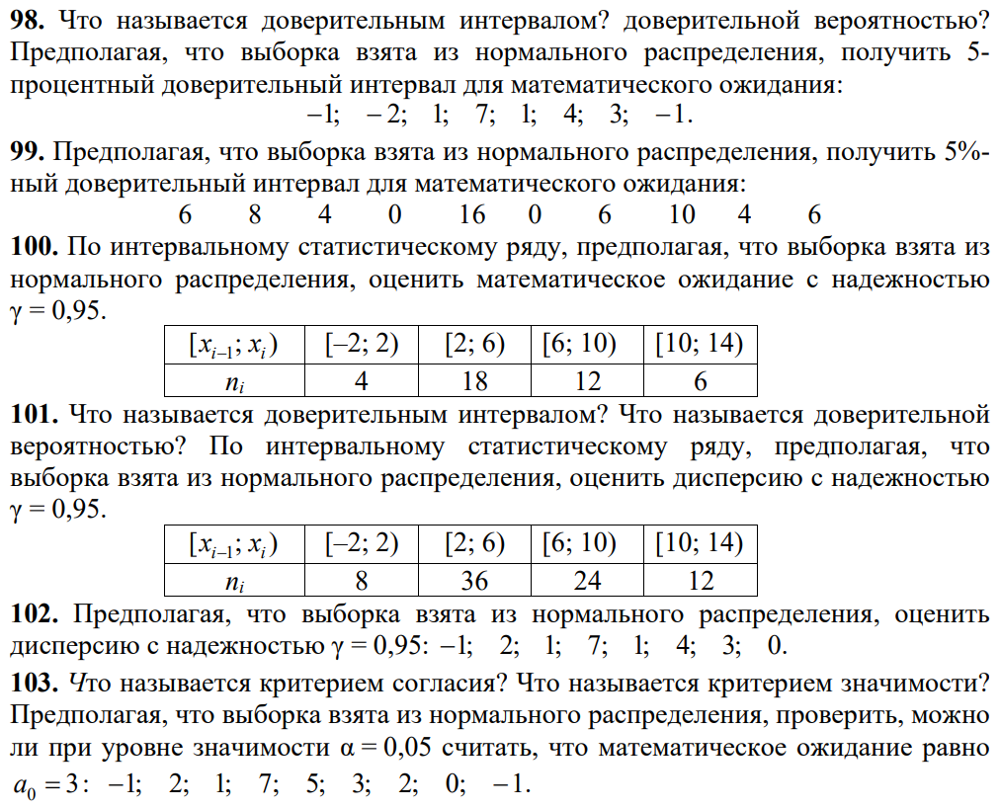 98. Что называется доверительным интервалом? доверительной вероятностью?
Предполагая, что выборка взята из нормального распределения, получить 5-
процентный доверительный интервал для математического ожидания:
−1; −2; 1; 7; 1; 4; 3; −1.
99. Предполагая, что выборка взята из нормального распределения, получить 5%-
ный доверительный интервал для математического ожидания:
6 8 4 0 16 0 6 10 4 6
100. По интервальному статистическому ряду, предполагая, что выборка взята из
нормального распределения, оценить математическое ожидание с надежностью
γ = 0,95.
[xi−1; xi) [–2; 2) [2; 6) [6; 10) [10; 14)
ni 4 18 12 6
101. Что называется доверительным интервалом? Что называется доверительной
вероятностью? По интервальному статистическому ряду, предполагая, что
выборка взята из нормального распределения, оценить дисперсию с надежностью
γ = 0,95.
[xi−1; xi) [–2; 2) [2; 6) [6; 10) [10; 14)
ni 8 36 24 12
102. Предполагая, что выборка взята из нормального распределения, оценить
дисперсию с надежностью γ = 0,95: −1; 2; 1; 7; 1; 4; 3; 0.
103. Что называется критерием согласия? Что называется критерием значимости?
Предполагая, что выборка взята из нормального распределения, проверить, можно
ли при уровне значимости α = 0,05 считать, что математическое ожидание равно
a0 = 3: −1; 2; 1; 7; 5; 3; 2; 0; −1.